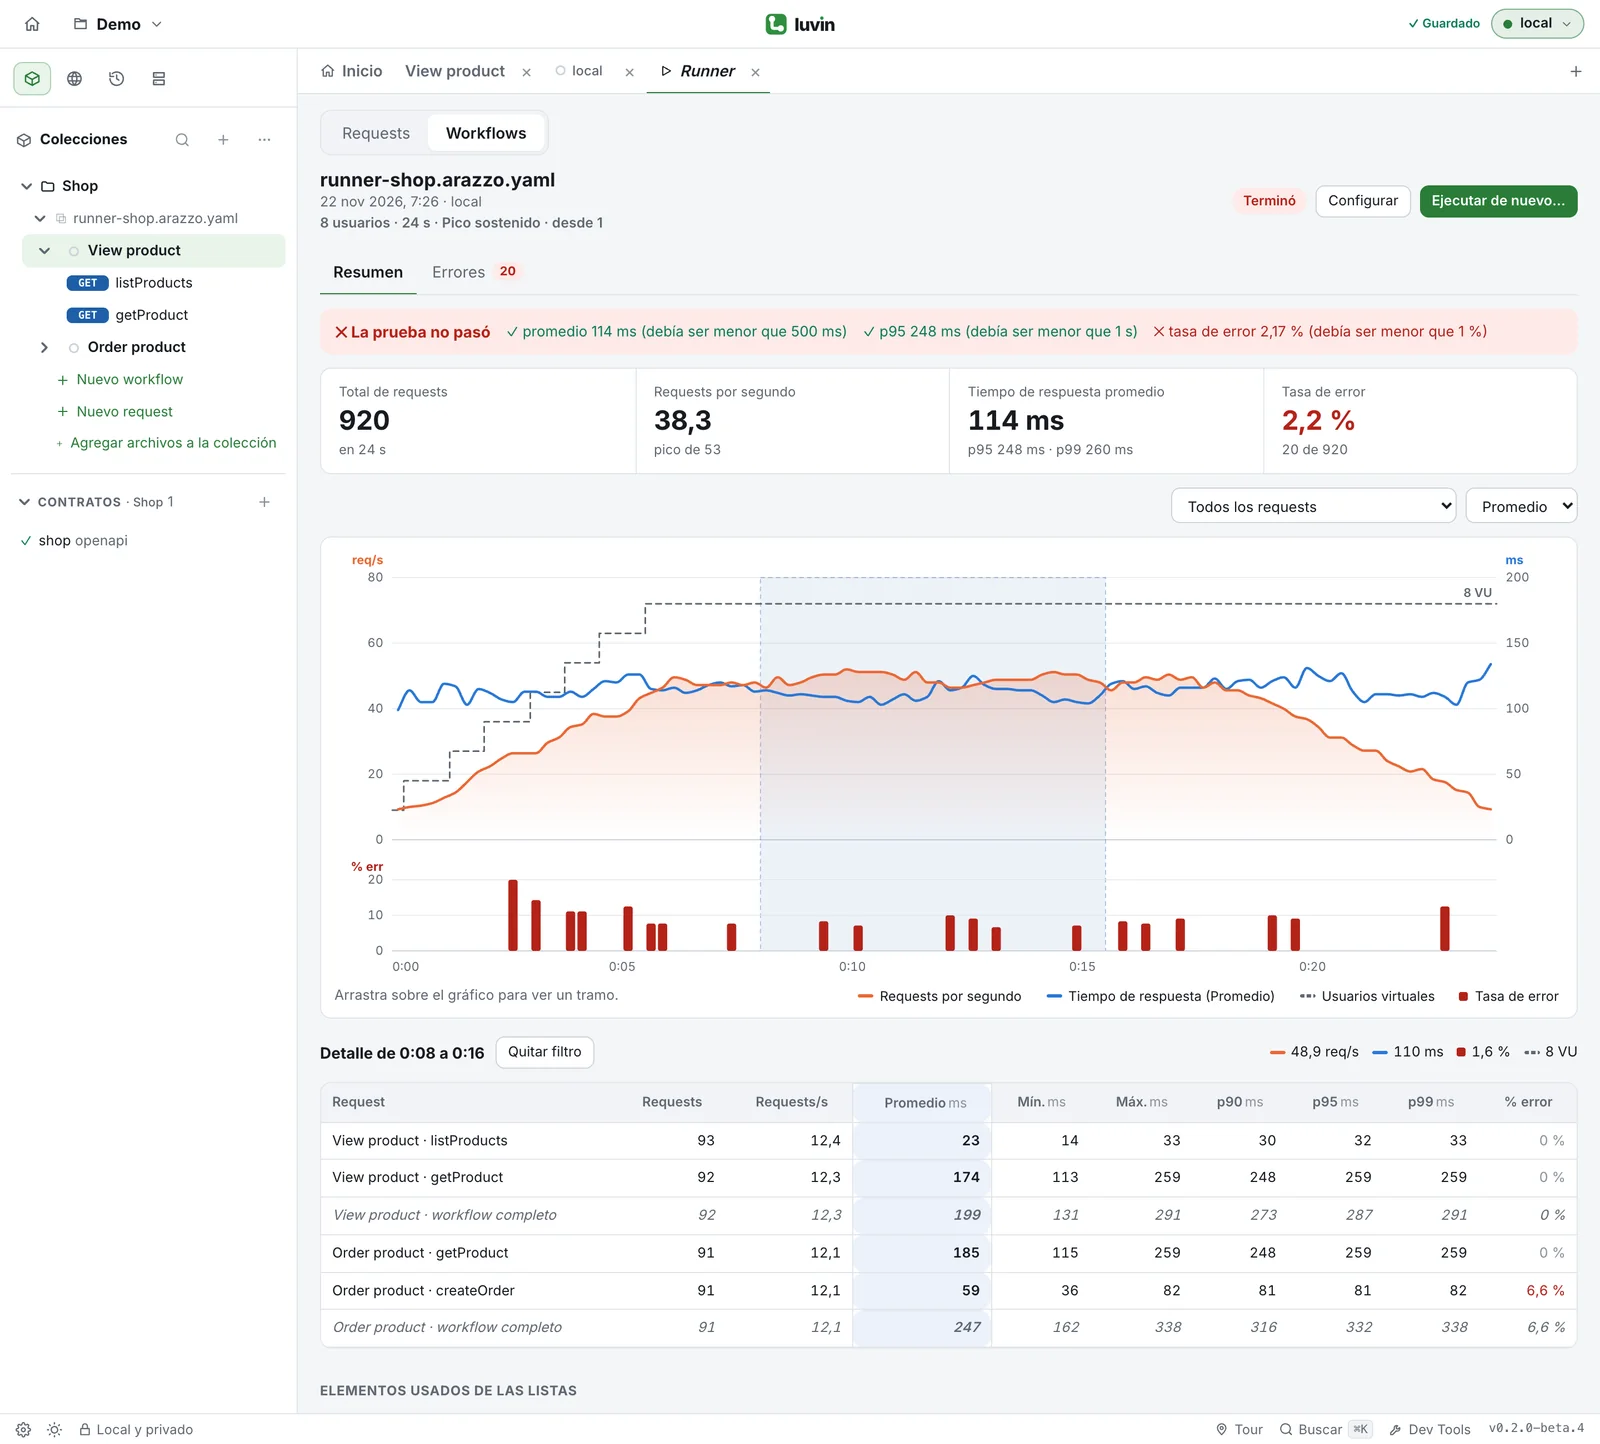 Demo
luvin
Guardado
local
Inicio
View product
local
Runner
Colecciones
Shop
runner-shop.arazzo.yaml
View product
GET listProducts
GET getProduct
Order product
+ Nuevo workflow
+ Nuevo request
+ Agregar archivos a la colección
CONTRATOS · Shop 1
shop openapi
Requests
Workflows
runner-shop.arazzo.yaml
22 nov 2026, 7:26 · local
8 usuarios · 24 s · Pico sostenido · desde 1
Terminó
Configurar
Ejecutar de nuevo...
Resumen
Errores 20
La prueba no pasó promedio 114 ms (debía ser menor que 500 ms) p95 248 ms (debía ser menor que 1 s) tasa de error 2,17 % (debía ser menor que 1 %)
Total de requests
920
en 24 s
Requests por segundo
38,3
pico de 53
Tiempo de respuesta promedio
114 ms
p95 248 ms · p99 260 ms
Tasa de error
2,2 %
20 de 920
Todos los requests
Promedio
req/s
ms
80
200
8 VU
60
150
40
100
20
50
0
0
% err
20
10
0
0:00
0:05
0:10
0:15
0:20
Arrastra sobre el gráfico para ver un tramo.
Requests por segundo
Tiempo de respuesta (Promedio)
Usuarios virtuales
Tasa de error
Detalle de 0:08 a 0:16
Quitar filtro
48,9 req/s
110 ms
1,6 %
8 VU
Request Requests Requests/s Promedio ms Mín. ms Máx. ms p90 ms p95 ms p99 ms % error
View product · listProducts 93 12,4 23 14 33 30 32 33 0 %
View product · getProduct 92 12,3 174 113 259 248 259 259 0 %
View product · workflow completo 92 12,3 199 131 291 273 287 291 0 %
Order product · getProduct 91 12,1 185 115 259 248 259 259 0 %
Order product · createOrder 91 12,1 59 36 82 81 81 82 6,6 %
Order product · workflow completo 91 12,1 247 162 338 316 332 338 6,6 %
ELEMENTOS USADOS DE LAS LISTAS
Local y privado
Tour
Buscar ⌘K
Dev Tools
v0.2.0-beta.4